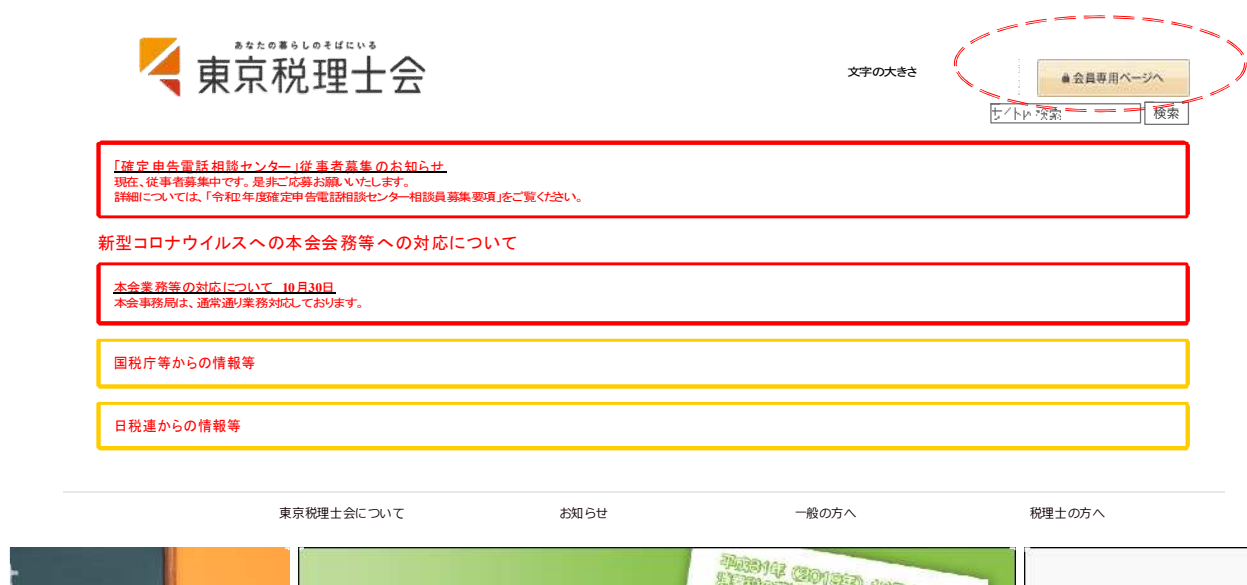 あなたの暮らしのそばにいる
東京税理士会
文字の大きさ
会員専用ページへ
検索
「確定申告電話相談センター」従事者募集のお知らせ
現在、従事者募集中です。是非ご応募お願いいたします。
詳細については、「令和2年度確定申告電話相談センター相談員募集要項」をご覧ください。
新型コロナウイルスへの本会会務等への対応について
本会業務等の対応について 10月30日
本会事務局は、通常通り業務対応しております。
国税庁等からの情報等
日税連からの情報等
東京税理士会について
お知らせ
一般の方へ
税理士の方へ
平成31年(2019年)